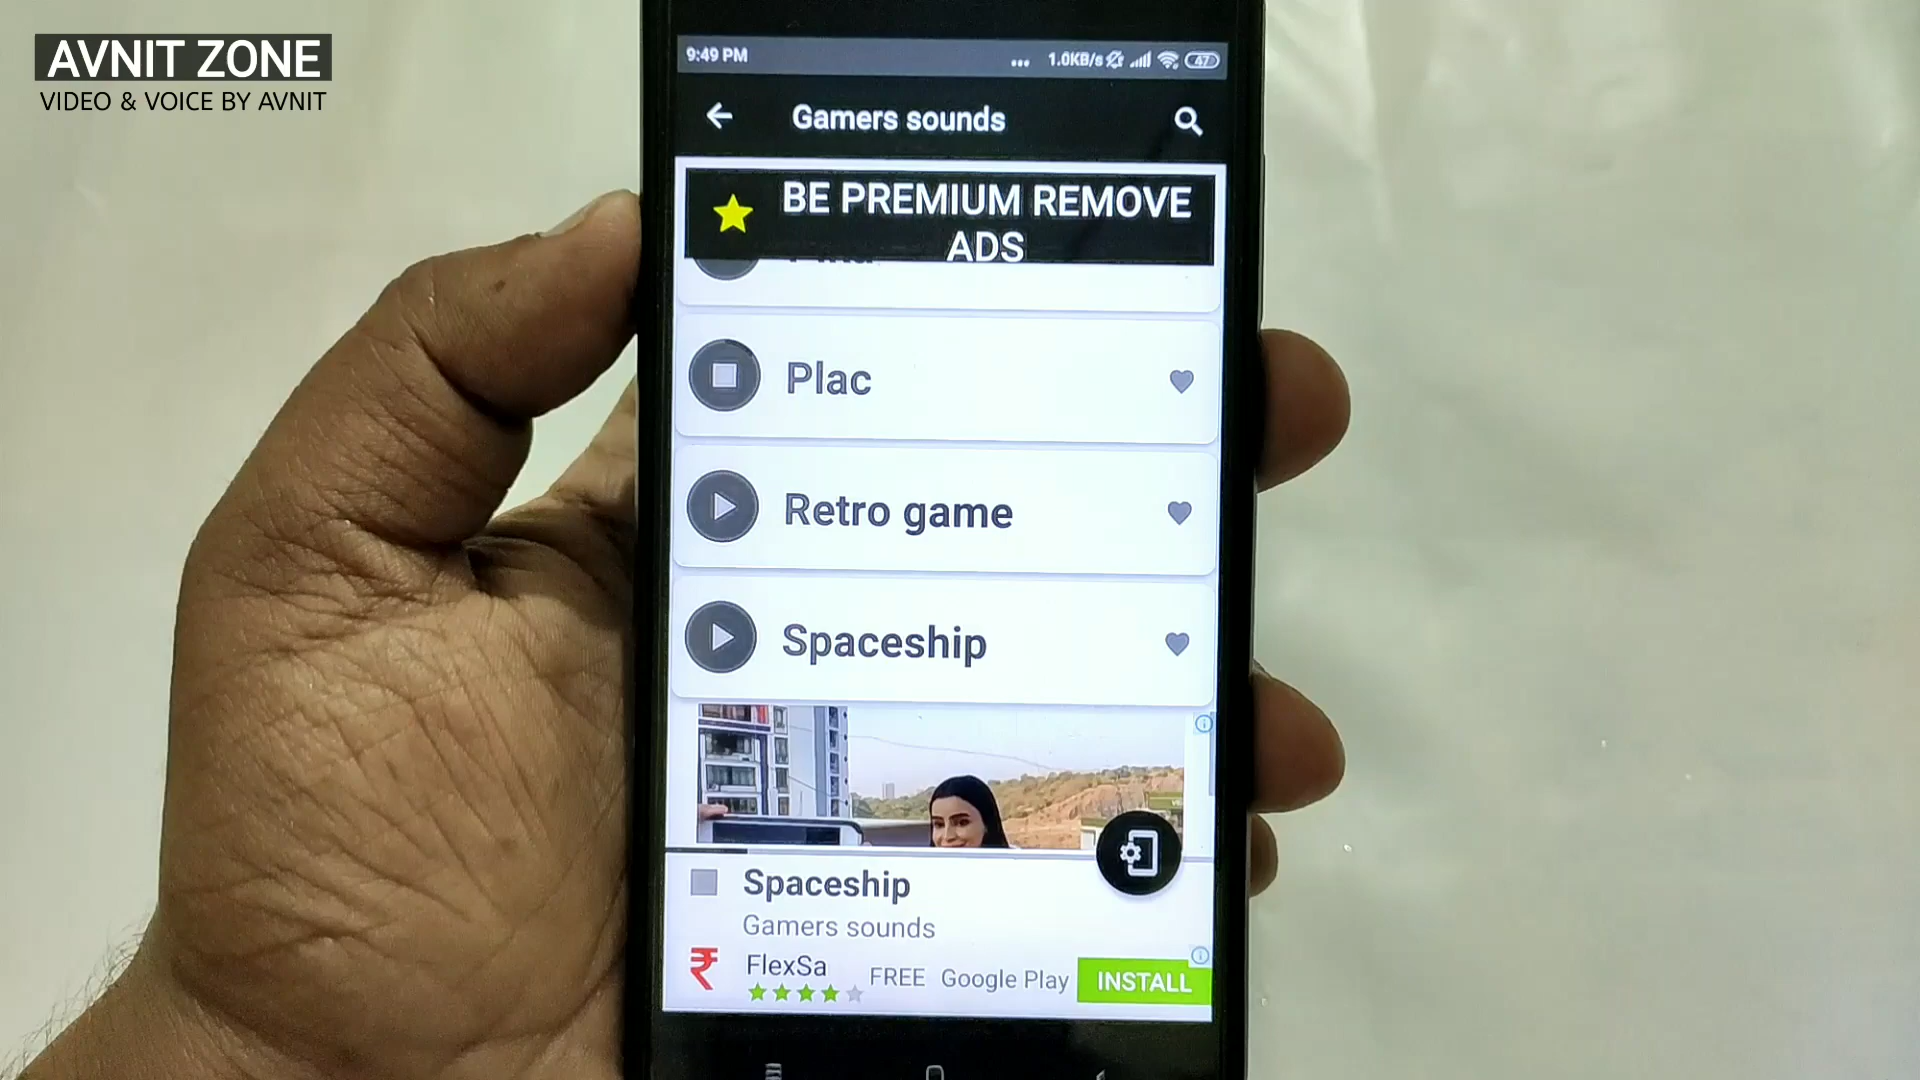 AVNIT ZONE
VIDEO & VOICE BY AVNIT
9:49 PM
1.0KB/s
47
Gamers sounds
BE PREMIUM REMOVE
ADS
Plac
Retro game
Spaceship
Spaceship
Gamers sounds
₹
FlexSa
FREE Google Play
INSTALL